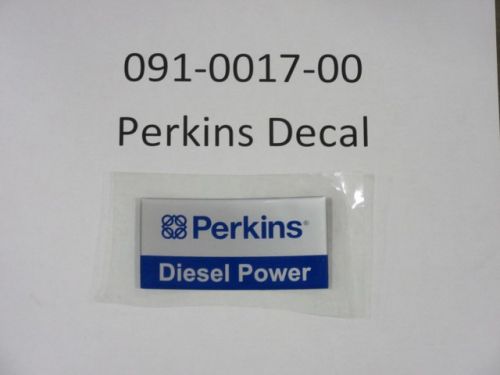 091-0017-00
Perkins Decal
Perkins®
Diesel Power